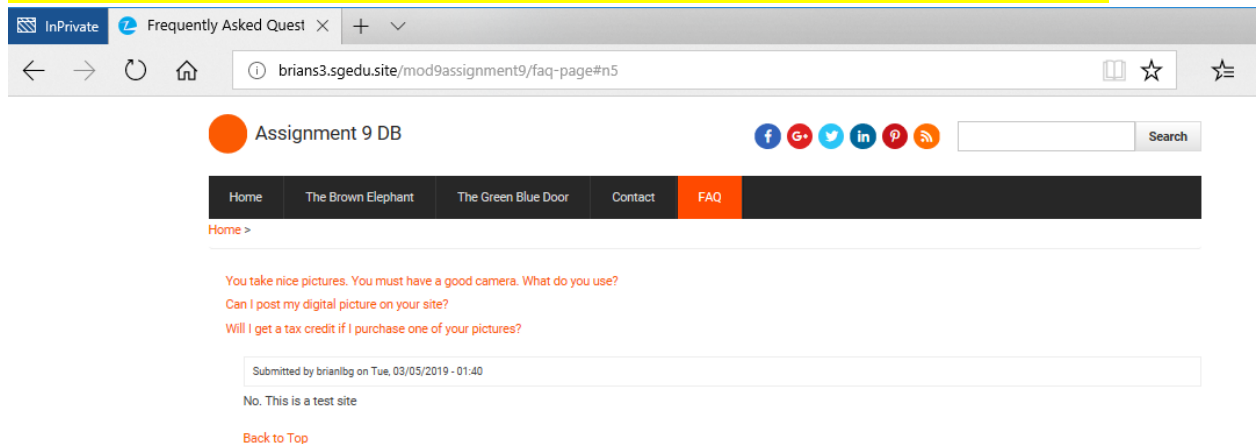 InPrivate
Frequently Asked Quest
brians3.sgedu.site/mod9assignment9/faq-page#n5
Assignment 9 DB
Search
Home The Brown Elephant The Green Blue Door Contact FAQ
Home >
You take nice pictures. You must have a good camera. What do you use?
Can I post my digital picture on your site?
Will I get a tax credit if I purchase one of your pictures?
Submitted by brianlbg on Tue, 03/05/2019 - 01:40
No. This is a test site
Back to Top